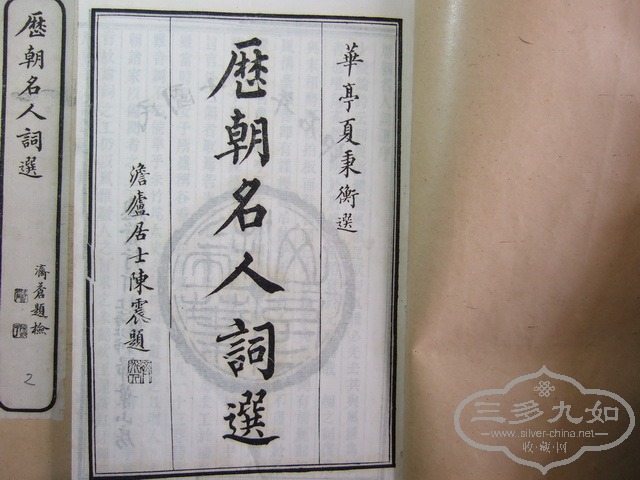 華亭夏秉衡選
歷朝名人詞選
澹廬居士陳震題
歷朝名人詞選
濟蒼題檢
2
三多九如
www.silver-china.net
收·藏·网